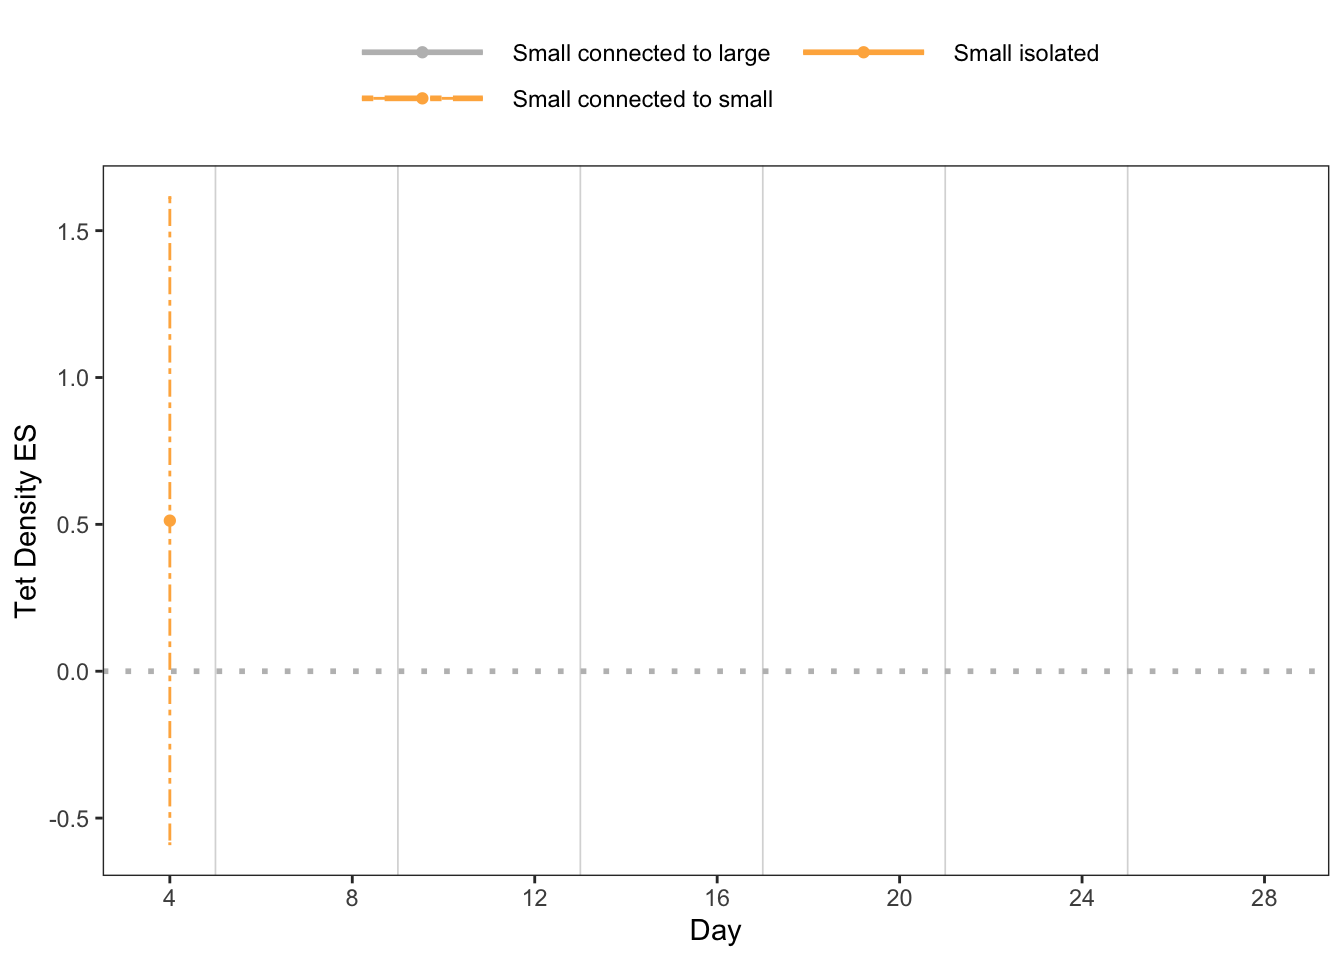 Small connected to large
Small isolated
Small connected to small
Tet Density ES
1.5
1.0
0.5
0.0
-0.5
4 8 12 16 20 24 28
Day